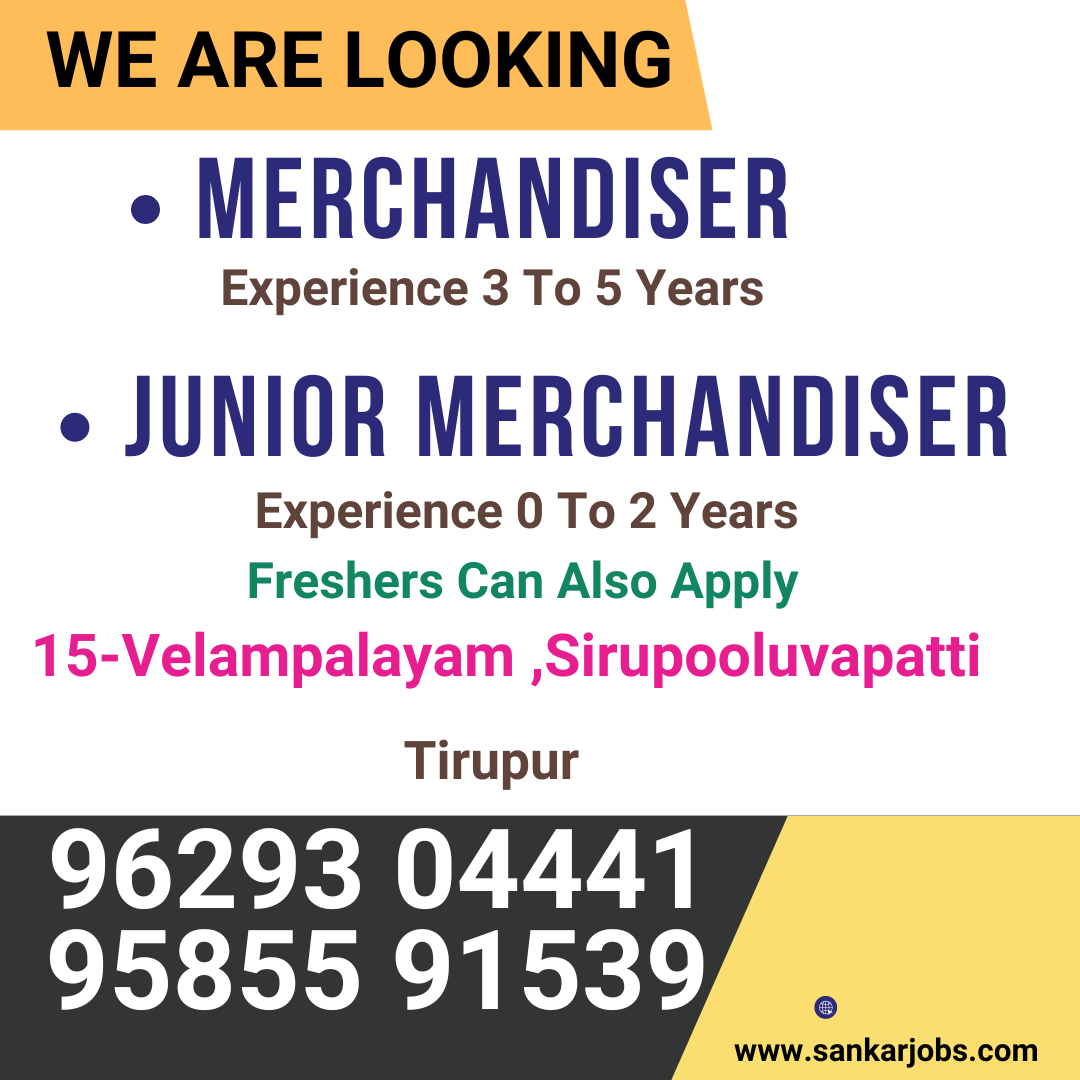 WE ARE LOOKING
• MERCHANDISER
Experience 3 To 5 Years
• JUNIOR MERCHANDISER
Experience 0 To 2 Years
Freshers Can Also Apply
15-Velampalayam ,Sirupooluvapatti
Tirupur
96293 04441
95855 91539
www.sankarjobs.com